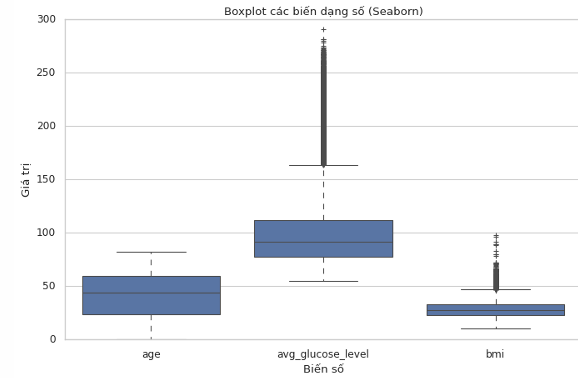 Boxplot các biến dạng số (Seaborn)
300
250
200
150
100
50
0
Giá trị
age
avg_glucose_level
bmi
Biến số